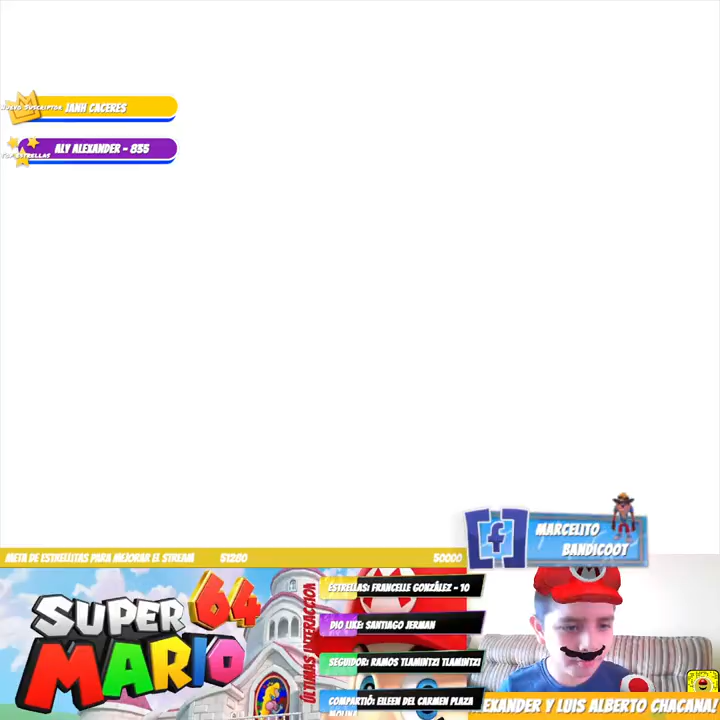 NUEVO SUSCRIPTOR
IANH CACERES
TOP ESTRELLAS
ALY ALEXANDER - 835
MARCELITO
BANDICOOT
META DE ESTRELLITAS PARA MEJORAR EL STREAM 51280 50000
SUPER
MARIO
64
ÚLTIMAS INTERACCIÓN
ESTRELLAS: FRANCELLE GONZÁLEZ - 10
DIO LIKE: SANTIAGO JERMAN
SEGUIDOR: RAMOS TLAMINTZI TLAMINTZI
COMPARTIÓ: EILEEN DEL CARMEN PLAZA
EXANDER Y LUIS ALBERTO CHACANA!